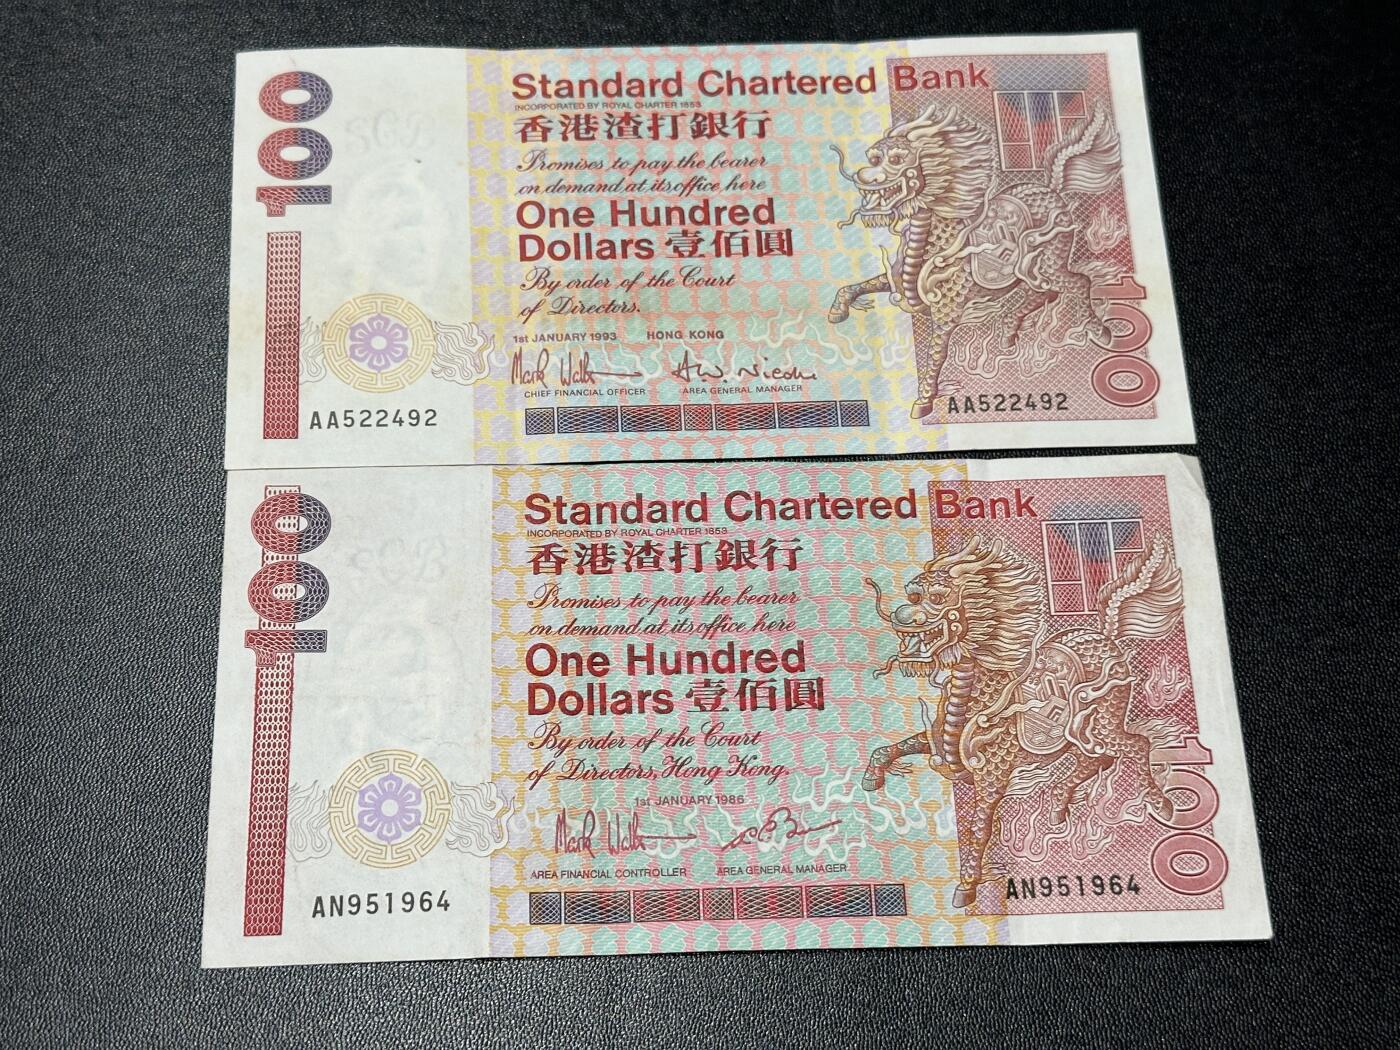 100
Standard Chartered Bank
INCORPORATED BY ROYAL CHARTER 1853
香港渣打銀行
Promises to pay the bearer
on demand at its office here
One Hundred
Dollars 壹佰圓
By order of the Court
of Directors.
1st JANUARY 1993 HONG KONG
CHIEF FINANCIAL OFFICER AREA GENERAL MANAGER
AA522492
AA522492
100
100
Standard Chartered Bank
INCORPORATED BY ROYAL CHARTER 1853
香港渣打銀行
Promises to pay the bearer
on demand at its office here
One Hundred
Dollars 壹佰圓
By order of the Court
of Directors, Hong Kong.
1st JANUARY 1986
AREA FINANCIAL CONTROLLER AREA GENERAL MANAGER
AN951964
AN951964
100